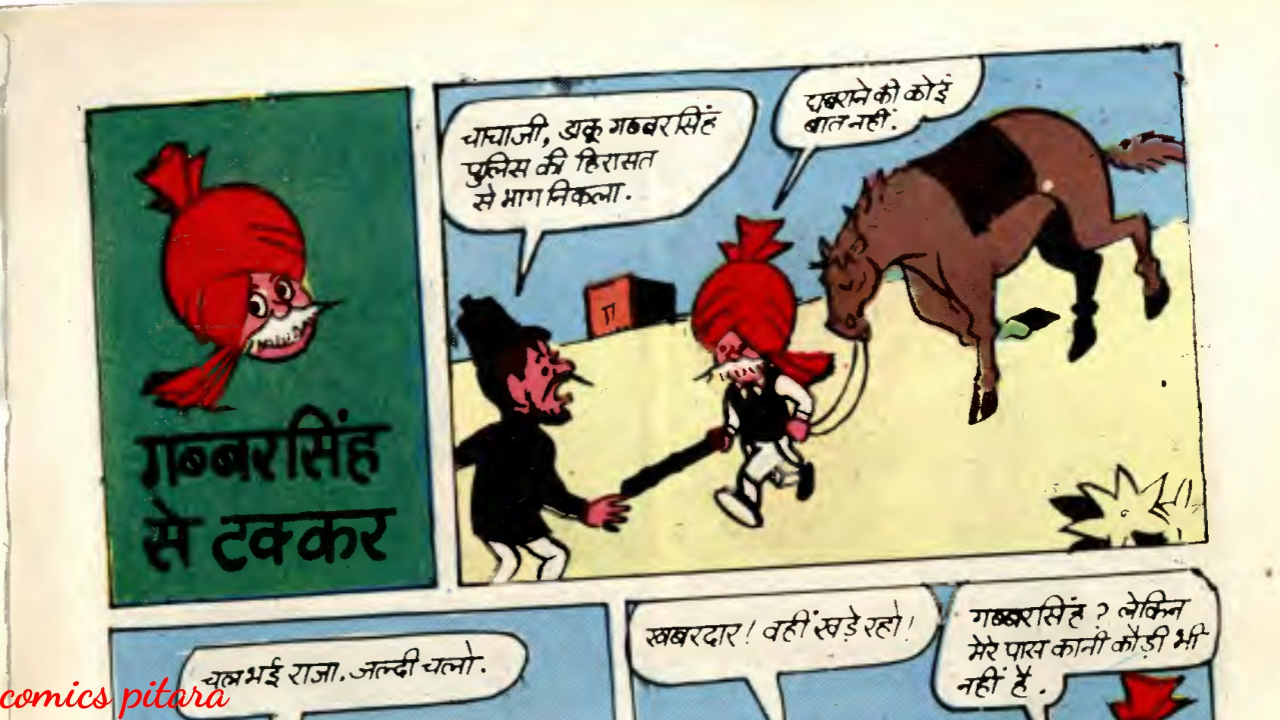 गब्बरसिंह
से टक्कर
चाचाजी, डाकू गब्बरसिंह
पुलिस की हिरासत
से भाग निकला.
घबराने की कोई
बात नहीं.
चल भई राजा. जल्दी चलो.
खबरदार! वहीं खड़े रहो!
गब्बरसिंह? लेकिन
मेरे पास कानी कौड़ी भी
नहीं है.
comics pitara